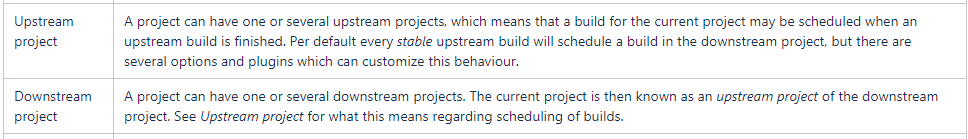 Upstream project
A project can have one or several upstream projects, which means that a build for the current project may be scheduled when an
upstream build is finished. Per default every stable upstream build will schedule a build in the downstream project, but there are
several options and plugins which can customize this behaviour.
Downstream project
A project can have one or several downstream projects. The current project is then known as an upstream project of the downstream
project. See Upstream project for what this means regarding scheduling of builds.